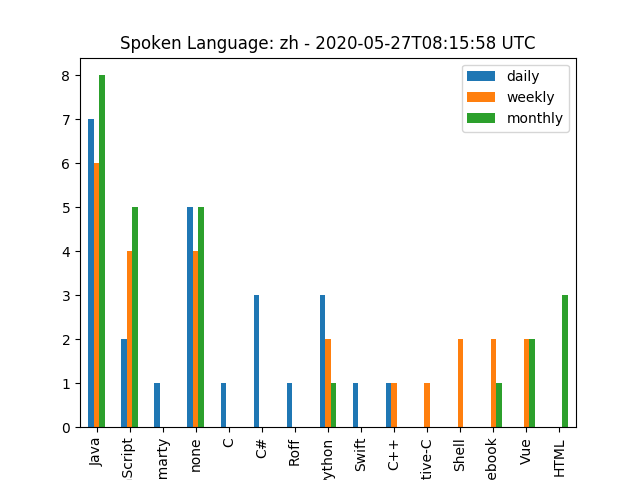 Spoken Language: zh - 2020-05-27T08:15:58 UTC
daily
weekly
monthly
8
7
6
5
4
3
2
1
0
Java
Script
marty
none
C
C#
Roff
ython
Swift
C++
tive-C
Shell
ebook
Vue
HTML